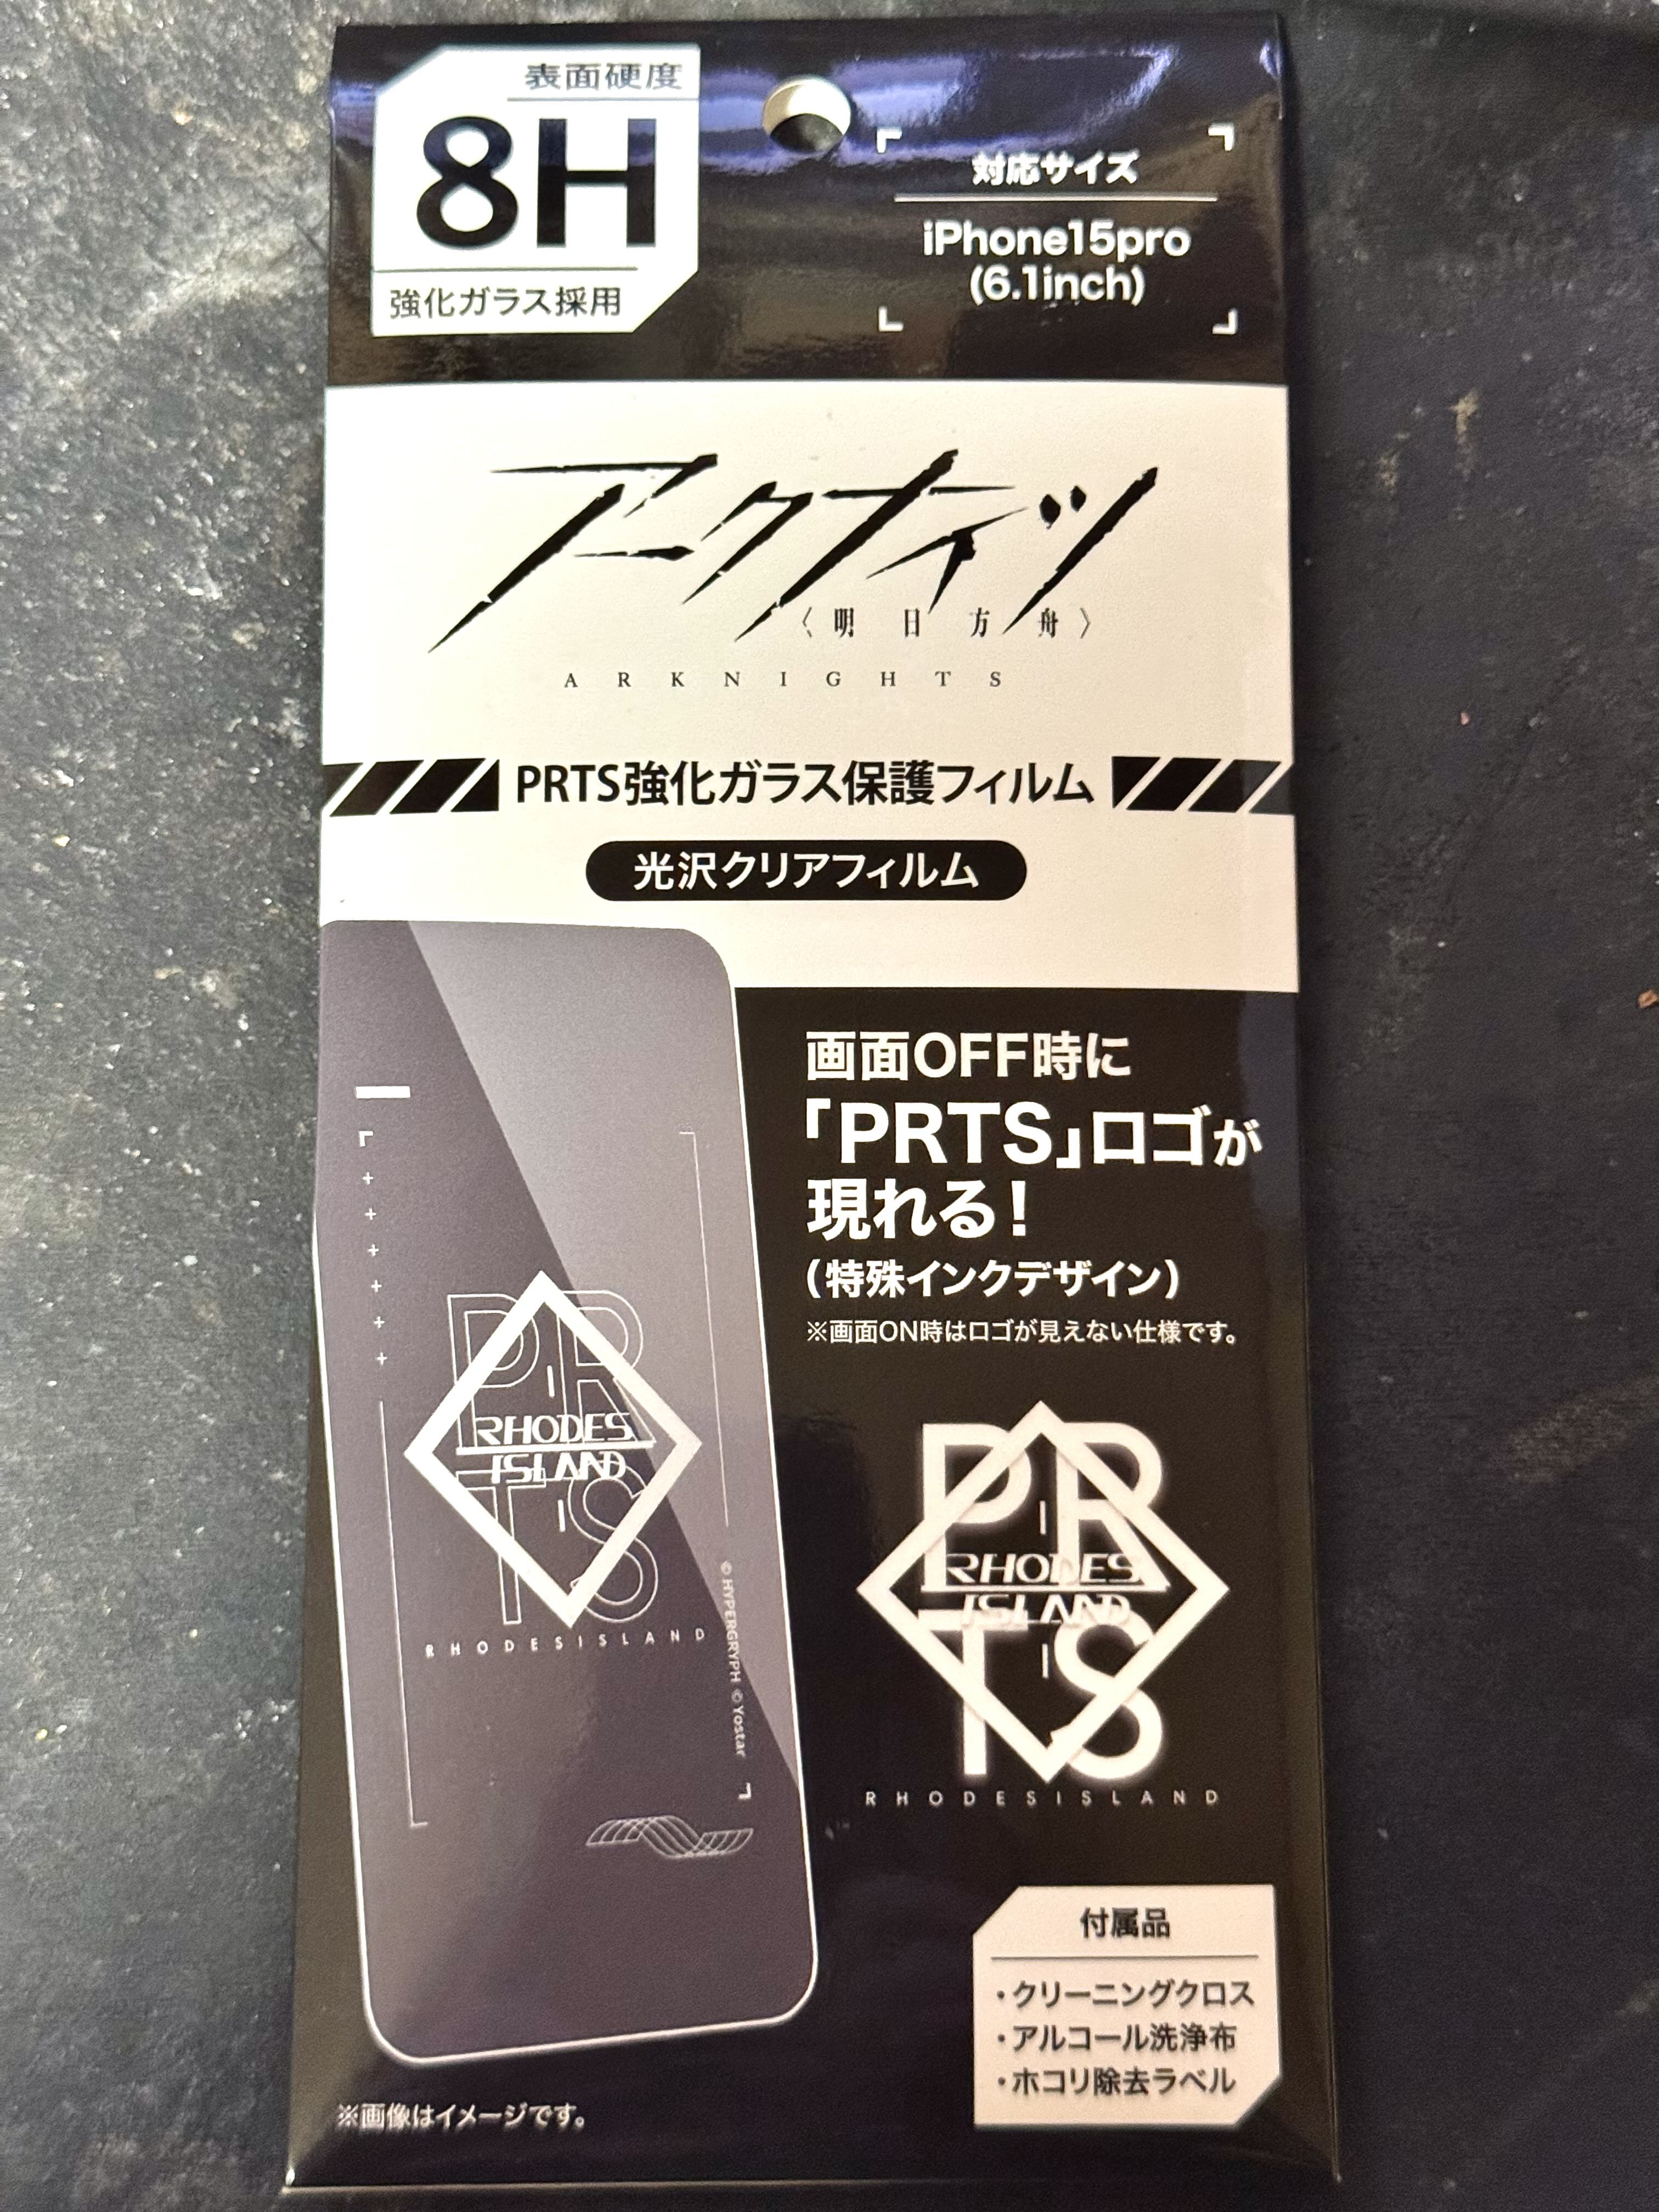 表面硬度
8H
強化ガラス採用
対応サイズ
iPhone15pro
(6.1inch)
アークナイツ
〈明日方舟〉
ARKNIGHTS
PRTS強化ガラス保護フィルム
光沢クリアフィルム
画面OFF時に
「PRTS」ロゴが
現れる!
(特殊インクデザイン)
※画面ON時はロゴが見えない仕様です。
PR
RHODES
ISLAND
TS
RHODESISLAND
© HYPERGRYPH © Yostar
PR
RHODES
ISLAND
TS
RHODESISLAND
付属品
・クリーニングクロス
・アルコール洗浄布
・ホコリ除去ラベル
※画像はイメージです。